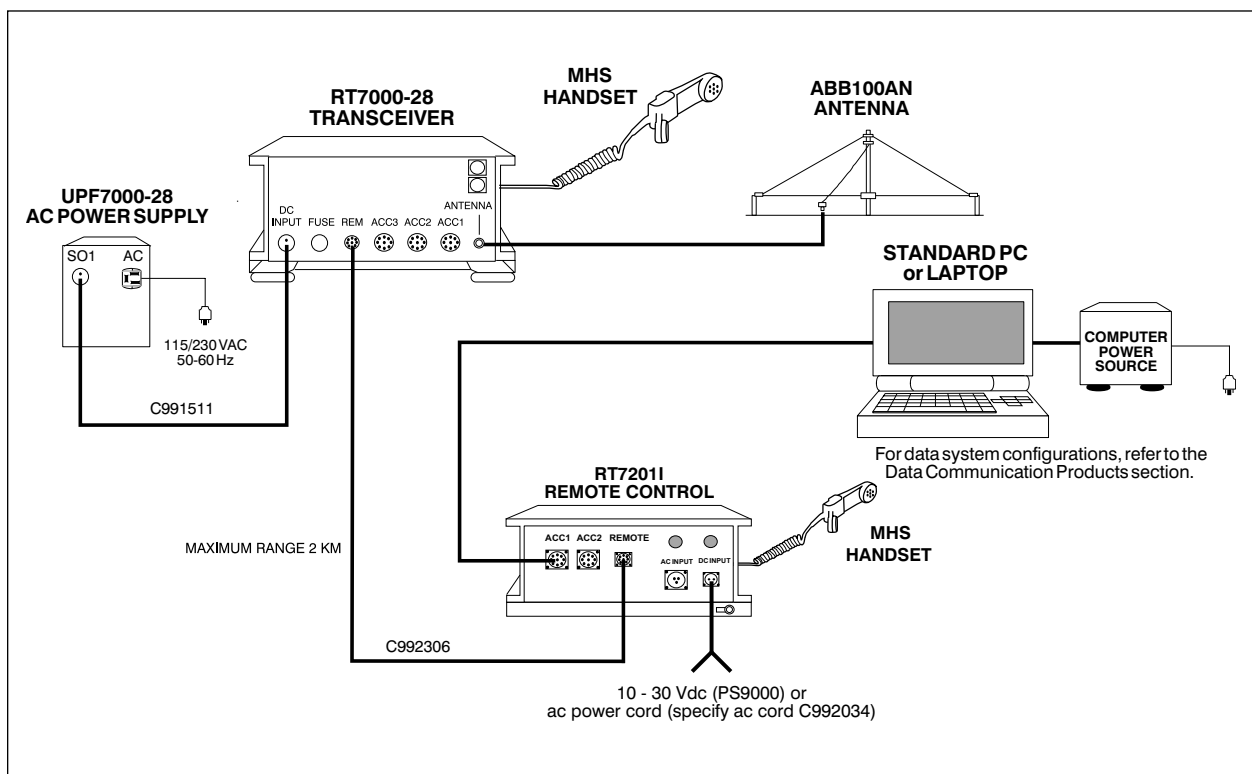 RT7000-28
TRANSCEIVER
MHS
HANDSET
ABB100AN
ANTENNA
UPF7000-28
AC POWER SUPPLY
SO1 AC
115/230 VAC
50-60 Hz
C991511
DC
INPUT FUSE REM ACC3 ACC2 ACC1 ANTENNA
STANDARD PC
or LAPTOP
COMPUTER
POWER
SOURCE
For data system configurations, refer to the
Data Communication Products section.
MAXIMUM RANGE 2 KM
C992306
RT7201I
REMOTE CONTROL
ACC1 ACC2 REMOTE
AC INPUT DC INPUT
MHS
HANDSET
10 - 30 Vdc (PS9000) or
ac power cord (specify ac cord C992034)